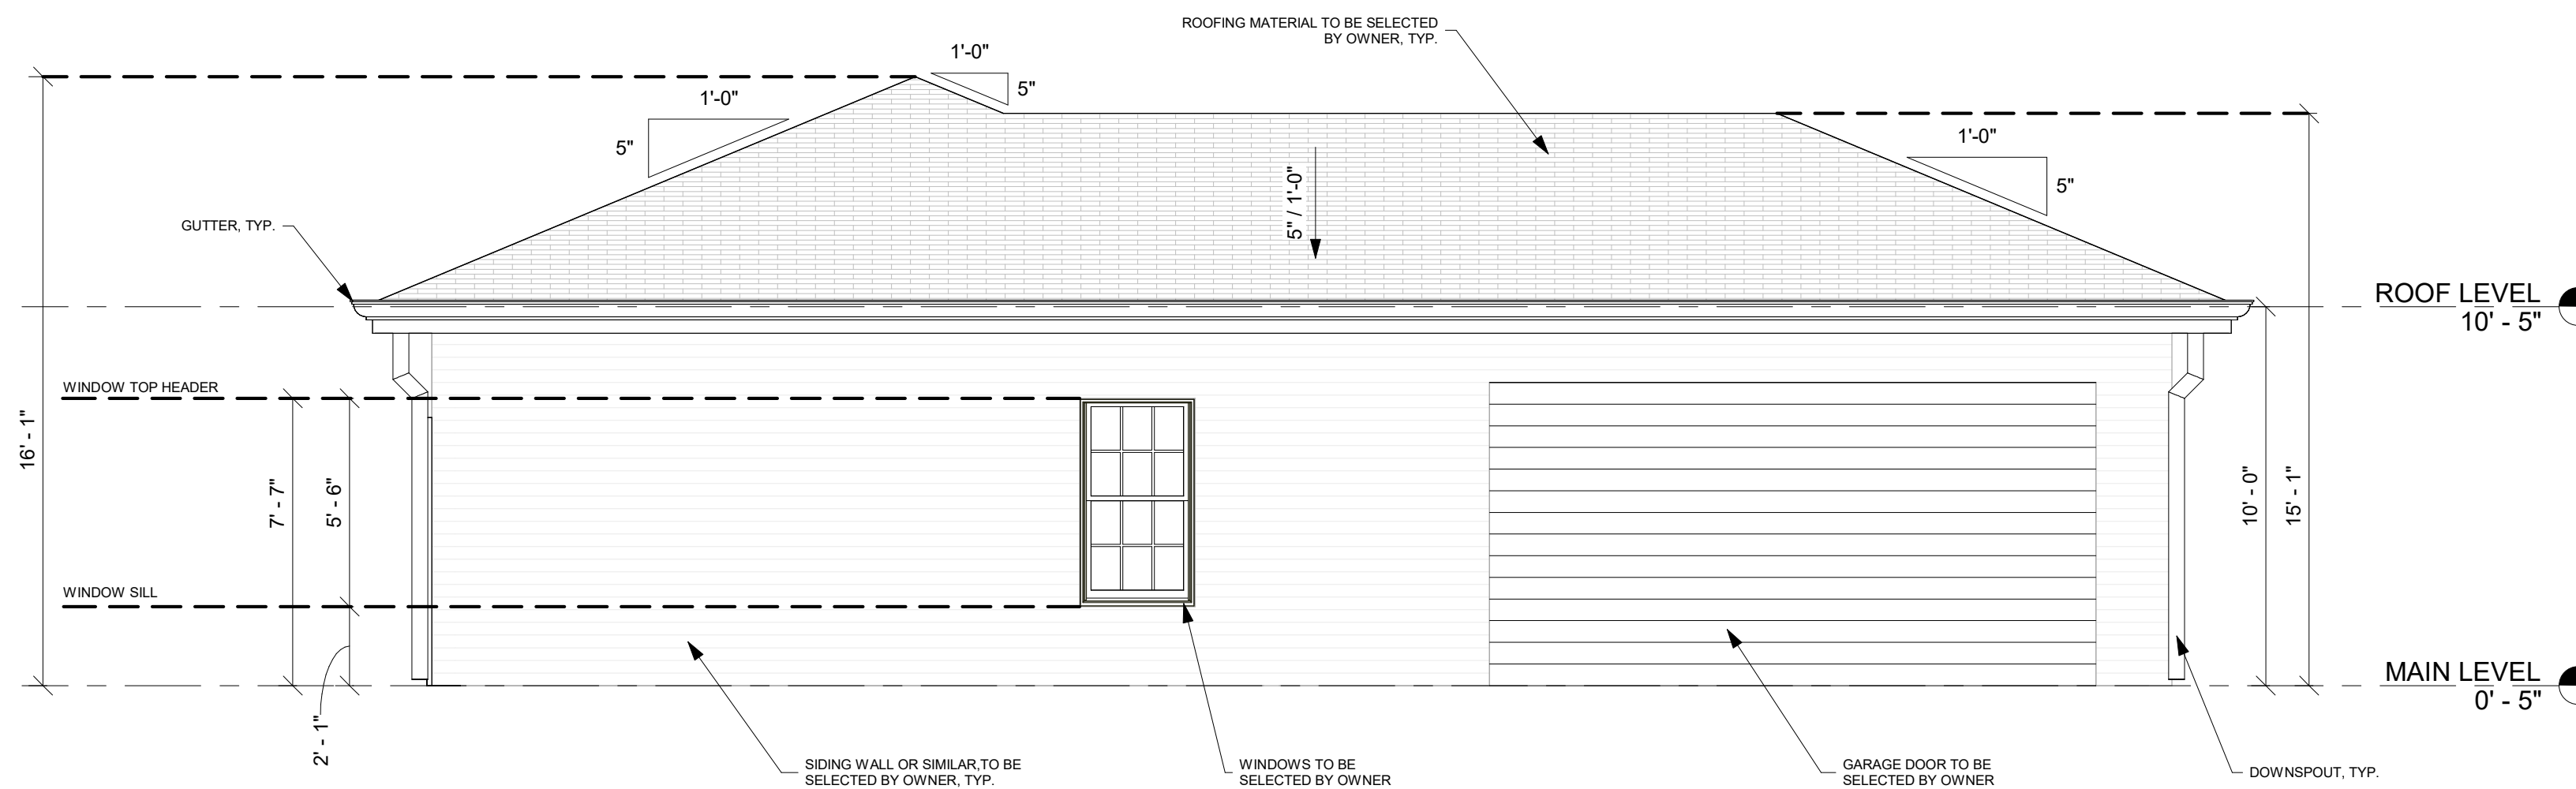 ROOFING MATERIAL TO BE SELECTED
BY OWNER, TYP.
1'-0"
5"
1'-0"
5"
1'-0"
5"
5" / 1'-0"
GUTTER, TYP.
ROOF LEVEL
10' - 5"
WINDOW TOP HEADER
16' - 1"
7' - 7"
5' - 6"
10' - 0"
15' - 1"
WINDOW SILL
MAIN LEVEL
0' - 5"
2' - 1"
SIDING WALL OR SIMILAR,TO BE
SELECTED BY OWNER, TYP.
WINDOWS TO BE
SELECTED BY OWNER
GARAGE DOOR TO BE
SELECTED BY OWNER
DOWNSPOUT, TYP.